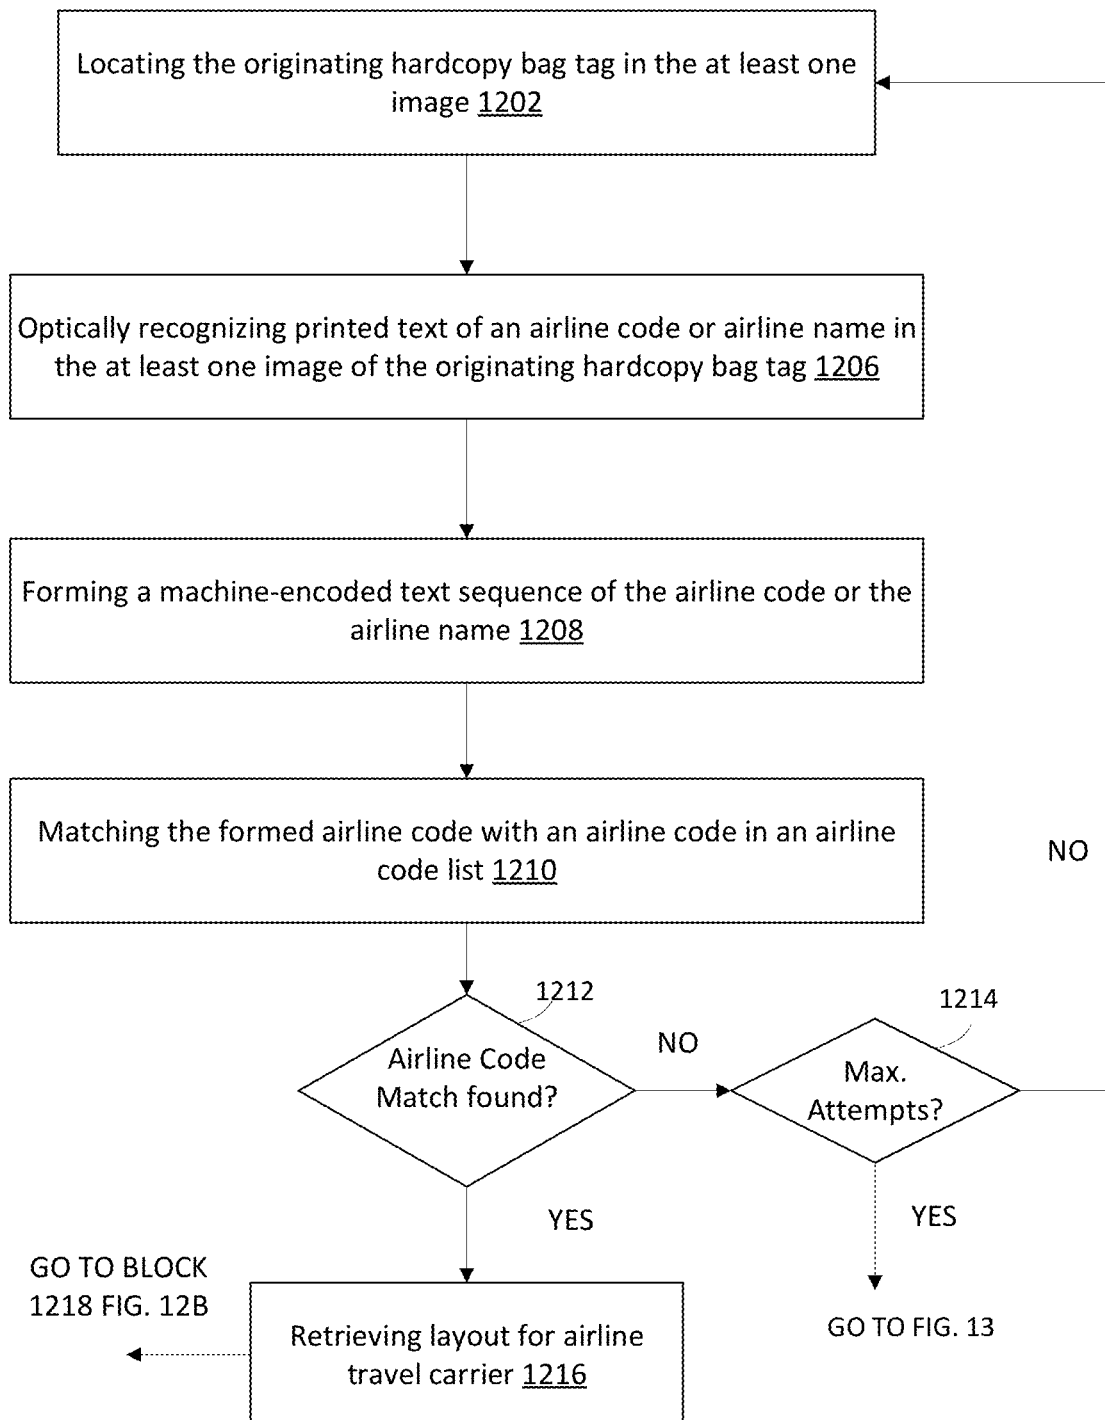 Locating the originating hardcopy bag tag in the at least one
image 1202
Optically recognizing printed text of an airline code or airline name in
the at least one image of the originating hardcopy bag tag 1206
Forming a machine-encoded text sequence of the airline code or the
airline name 1208
Matching the formed airline code with an airline code in an airline
code list 1210
NO
1212
Airline Code
Match found?
NO
1214
Max.
Attempts?
YES
YES
GO TO BLOCK
1218 FIG. 12B
Retrieving layout for airline
travel carrier 1216
GO TO FIG. 13